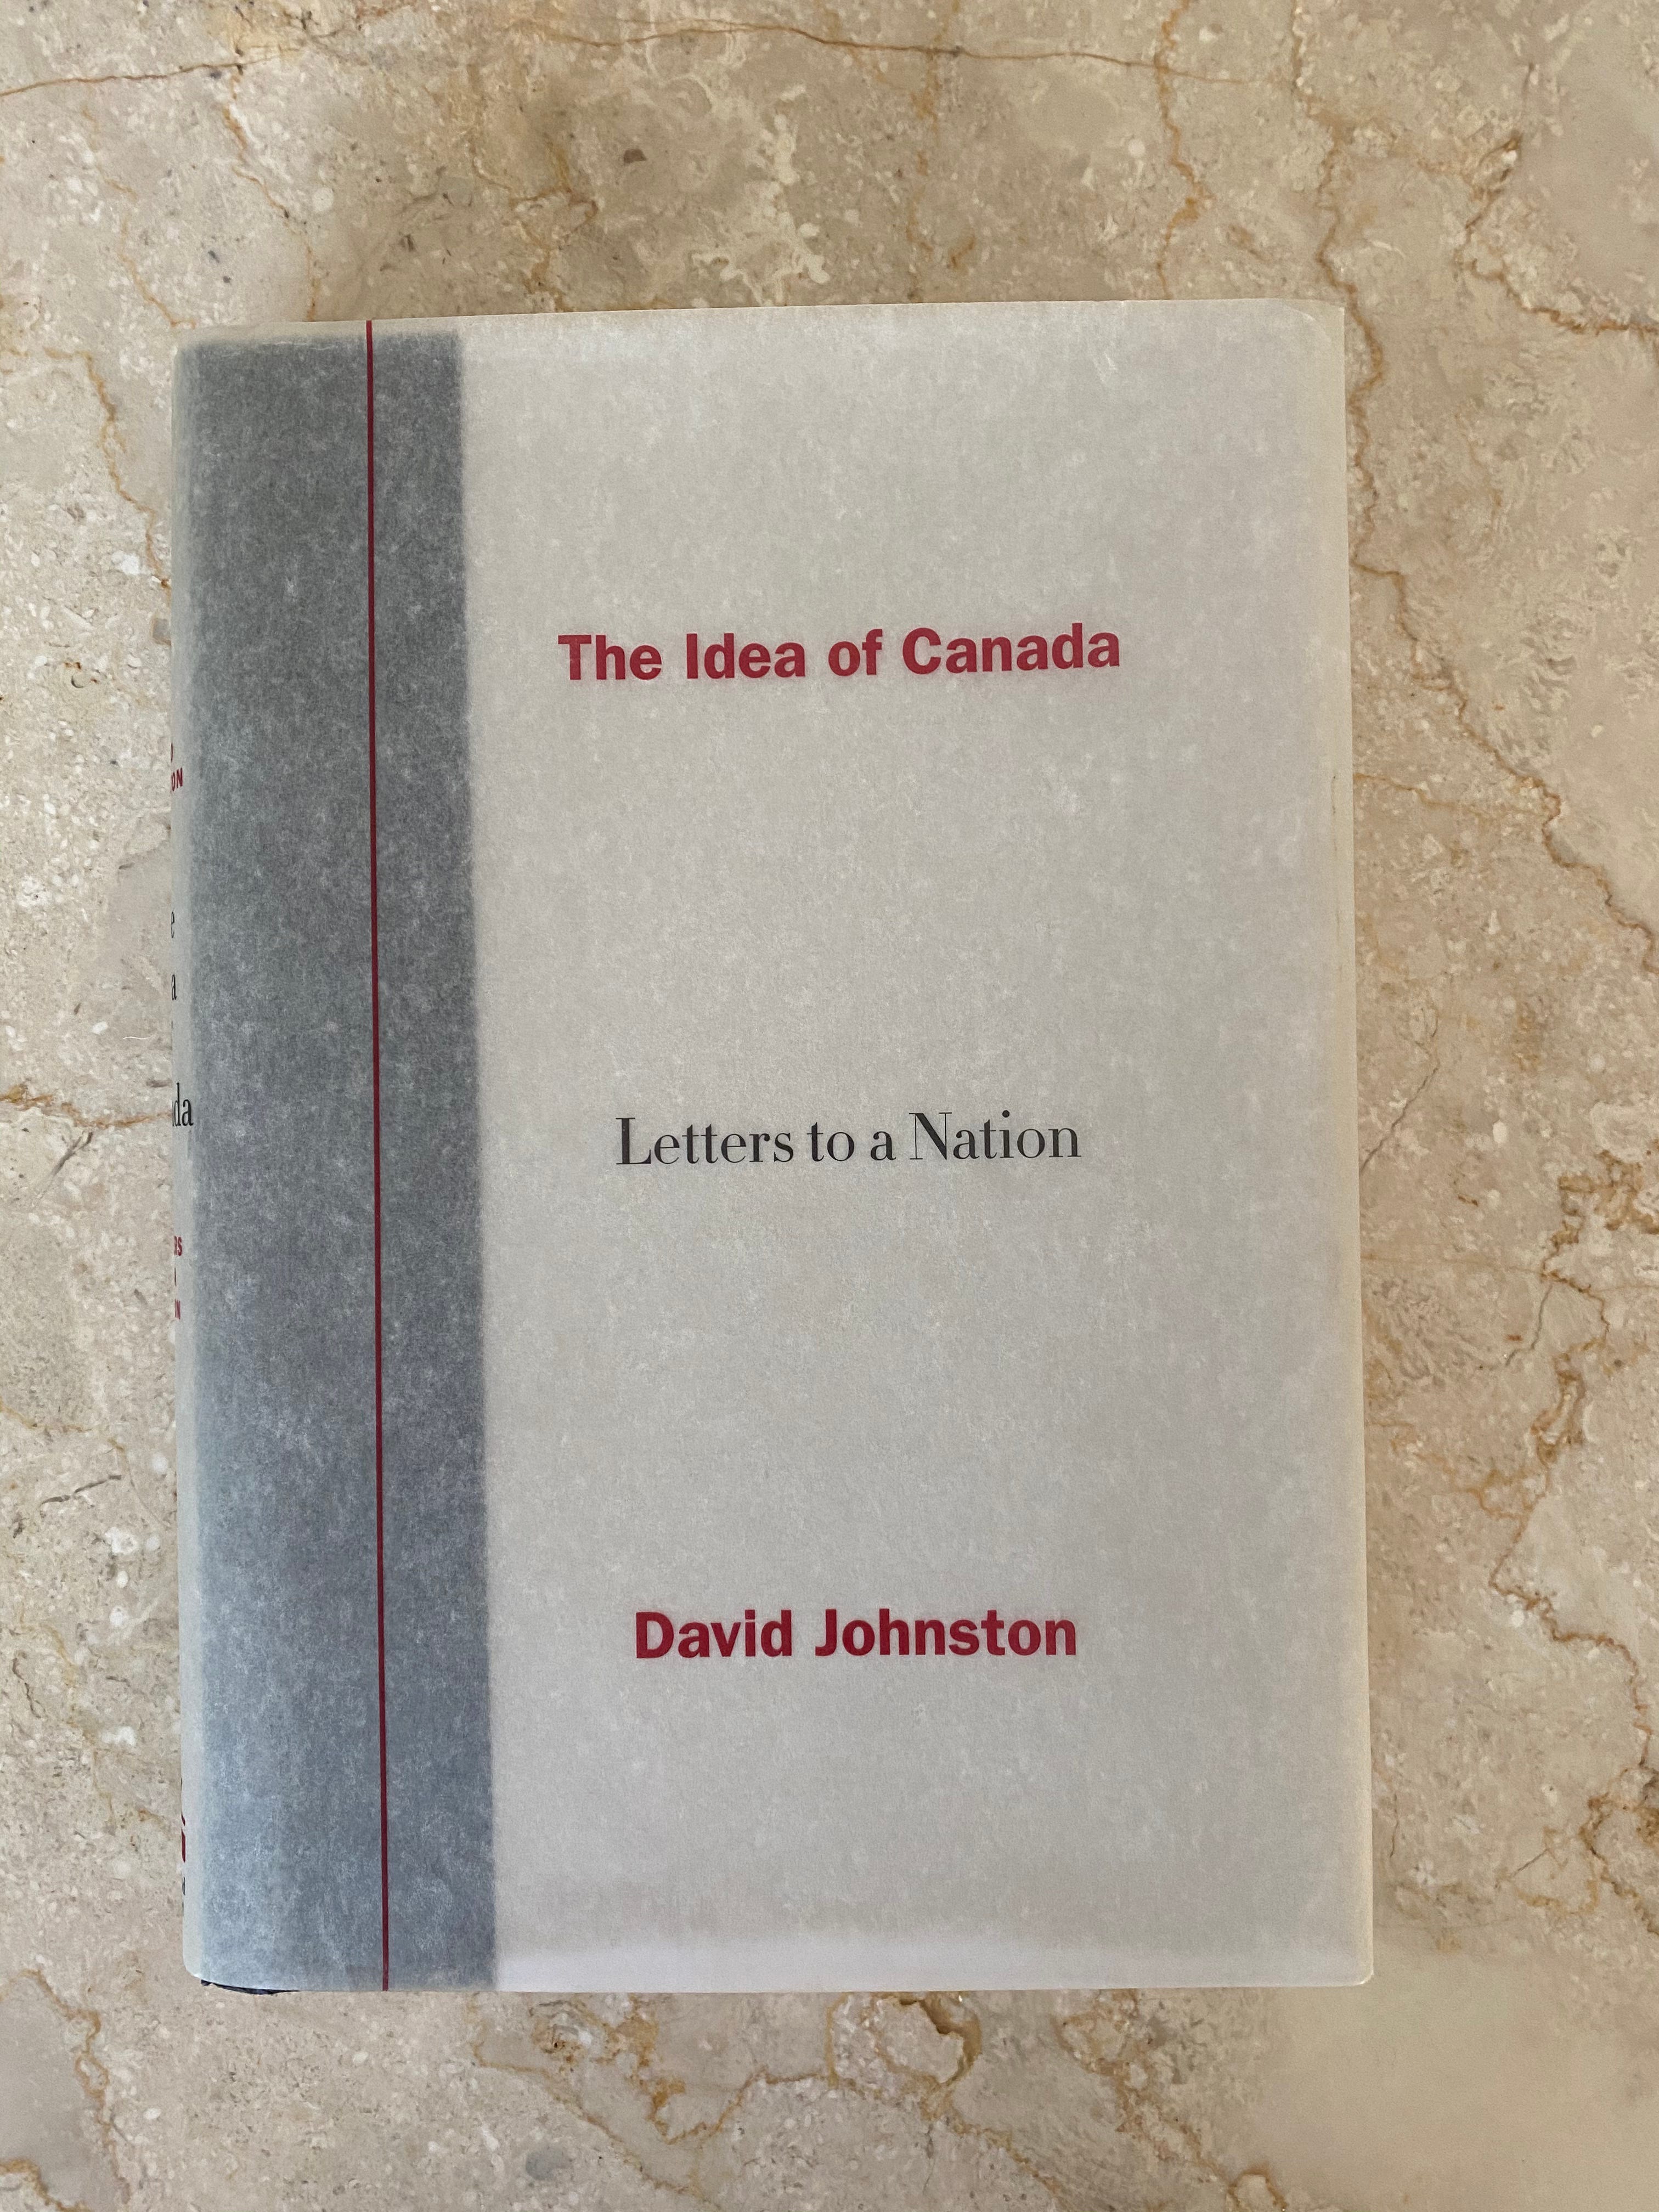 The Idea of Canada
Letters to a Nation
David Johnston